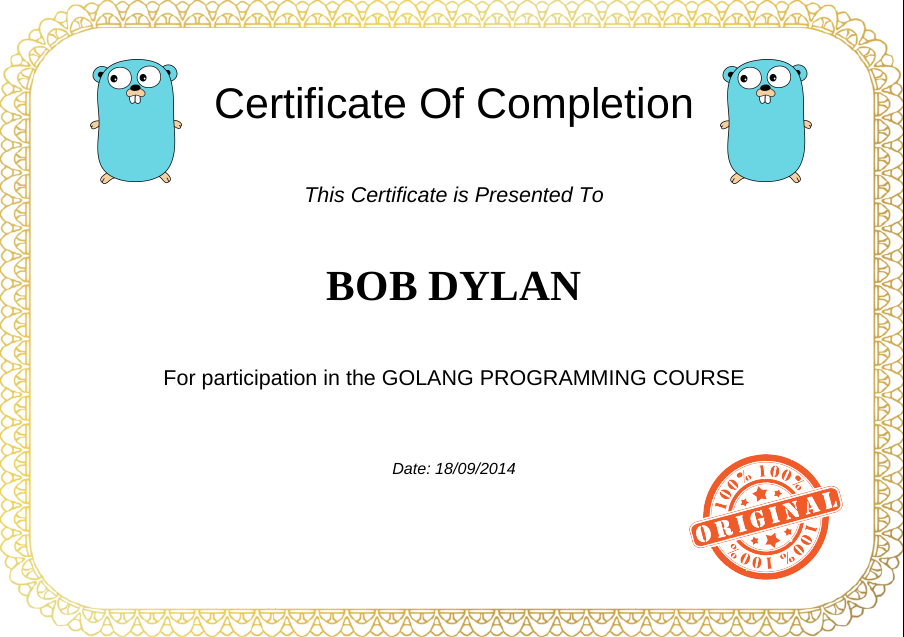 Certificate Of Completion
This Certificate is Presented To
BOB DYLAN
For participation in the GOLANG PROGRAMMING COURSE
Date: 18/09/2014
100% 100%
ORIGINAL
100% 100%